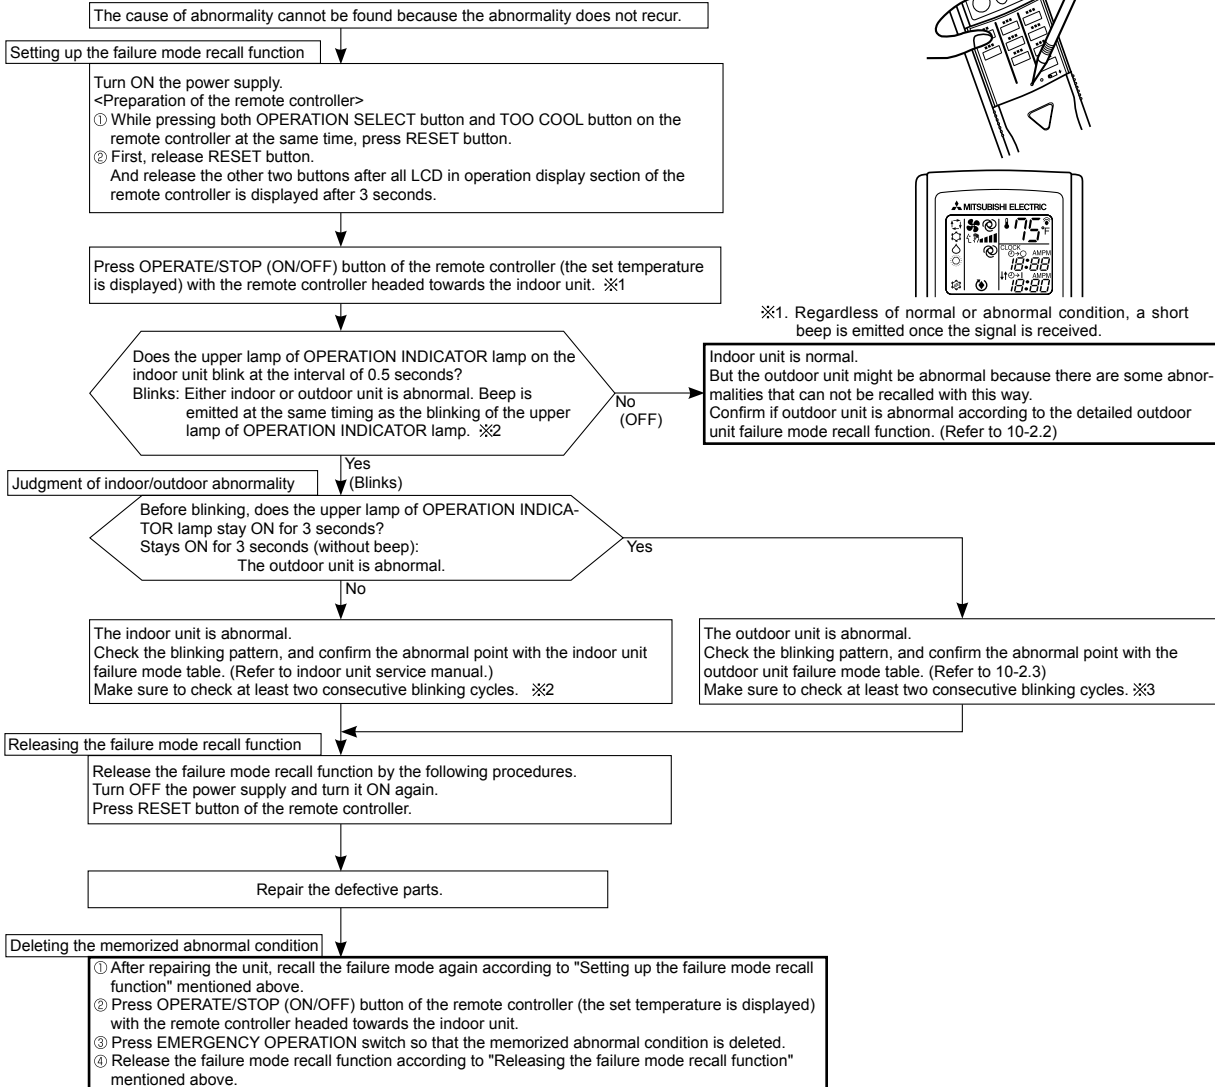 The cause of abnormality cannot be found because the abnormality does not recur.
Setting up the failure mode recall function
Turn ON the power supply.
<Preparation of the remote controller>
① While pressing both OPERATION SELECT button and TOO COOL button on the
remote controller at the same time, press RESET button.
② First, release RESET button.
And release the other two buttons after all LCD in operation display section of the
remote controller is displayed after 3 seconds.
MITSUBISHI ELECTRIC
75°F
CLOCK
AMPM
18:88
AMPM
18:80
Press OPERATE/STOP (ON/OFF) button of the remote controller (the set temperature
is displayed) with the remote controller headed towards the indoor unit. ※1
※1. Regardless of normal or abnormal condition, a short
beep is emitted once the signal is received.
Does the upper lamp of OPERATION INDICATOR lamp on the
indoor unit blink at the interval of 0.5 seconds?
Blinks: Either indoor or outdoor unit is abnormal. Beep is
emitted at the same timing as the blinking of the upper
lamp of OPERATION INDICATOR lamp. ※2
No
(OFF)
Indoor unit is normal.
But the outdoor unit might be abnormal because there are some abnor-
malities that can not be recalled with this way.
Confirm if outdoor unit is abnormal according to the detailed outdoor
unit failure mode recall function. (Refer to 10-2.2)
Yes
(Blinks)
Judgment of indoor/outdoor abnormality
Before blinking, does the upper lamp of OPERATION INDICA-
TOR lamp stay ON for 3 seconds?
Stays ON for 3 seconds (without beep):
The outdoor unit is abnormal.
Yes
No
The indoor unit is abnormal.
Check the blinking pattern, and confirm the abnormal point with the indoor unit
failure mode table. (Refer to indoor unit service manual.)
Make sure to check at least two consecutive blinking cycles. ※2
The outdoor unit is abnormal.
Check the blinking pattern, and confirm the abnormal point with the
outdoor unit failure mode table. (Refer to 10-2.3)
Make sure to check at least two consecutive blinking cycles. ※3
Releasing the failure mode recall function
Release the failure mode recall function by the following procedures.
Turn OFF the power supply and turn it ON again.
Press RESET button of the remote controller.
Repair the defective parts.
Deleting the memorized abnormal condition
① After repairing the unit, recall the failure mode again according to "Setting up the failure mode recall
function" mentioned above.
② Press OPERATE/STOP (ON/OFF) button of the remote controller (the set temperature is displayed)
with the remote controller headed towards the indoor unit.
③ Press EMERGENCY OPERATION switch so that the memorized abnormal condition is deleted.
④ Release the failure mode recall function according to "Releasing the failure mode recall function"
mentioned above.